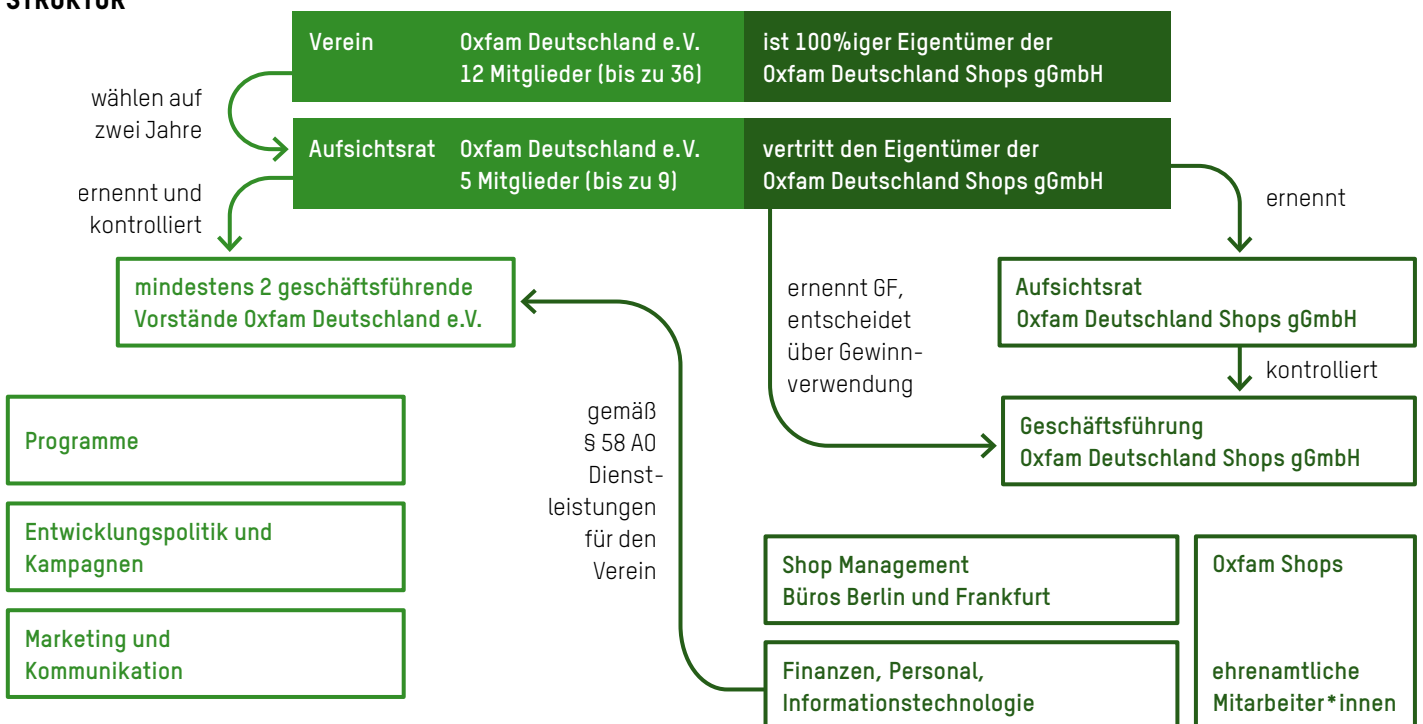 STRUKTUR
Verein
Oxfam Deutschland e.V.
12 Mitglieder (bis zu 36)
ist 100%iger Eigentümer der
Oxfam Deutschland Shops gGmbH
wählen auf
zwei Jahre
Aufsichtsrat
Oxfam Deutschland e.V.
5 Mitglieder (bis zu 9)
vertritt den Eigentümer der
Oxfam Deutschland Shops gGmbH
ernennt und
kontrolliert
ernennt
mindestens 2 geschäftsführende
Vorstände Oxfam Deutschland e.V.
ernennt GF,
entscheidet
über Gewinn-
verwendung
Aufsichtsrat
Oxfam Deutschland Shops gGmbH
kontrolliert
Geschäftsführung
Oxfam Deutschland Shops gGmbH
gemäß
§ 58 AO
Dienst-
leistungen
für den
Verein
Programme
Entwicklungspolitik und
Kampagnen
Marketing und
Kommunikation
Shop Management
Büros Berlin und Frankfurt
Finanzen, Personal,
Informationstechnologie
Oxfam Shops
ehrenamtliche
Mitarbeiter*innen